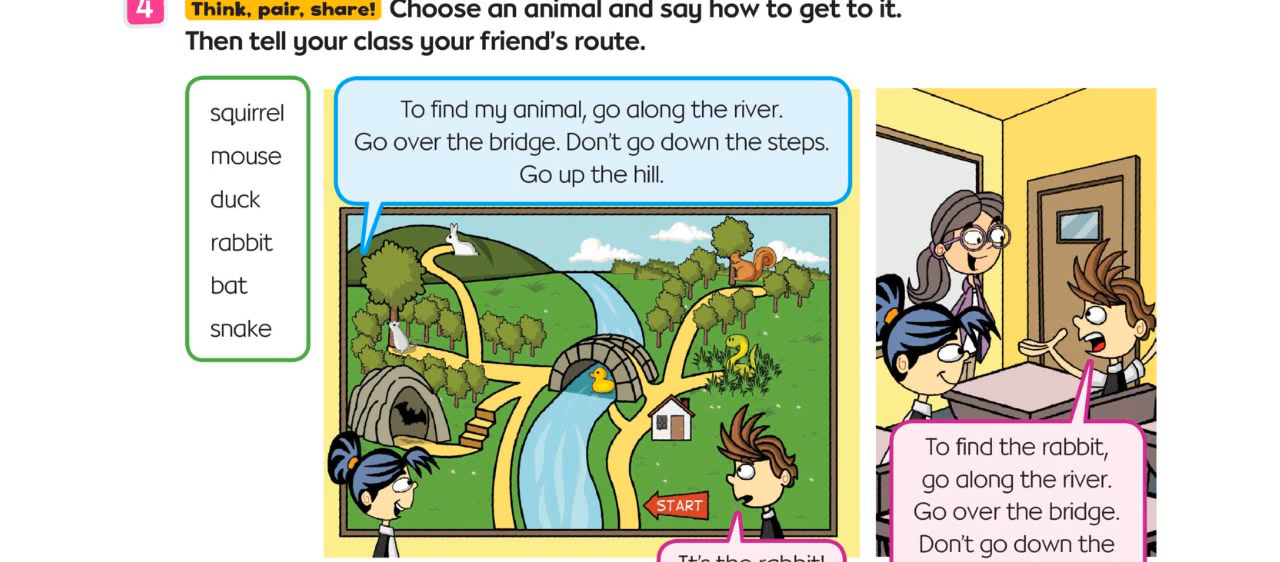 4 Think, pair, share! Choose an animal and say how to get to it.
Then tell your class your friend's route.
squirrel
mouse
duck
rabbit
bat
snake
To find my animal, go along the river.
Go over the bridge. Don't go down the steps.
Go up the hill.
START
It's the rabbit!
To find the rabbit,
go along the river.
Go over the bridge.
Don't go down the